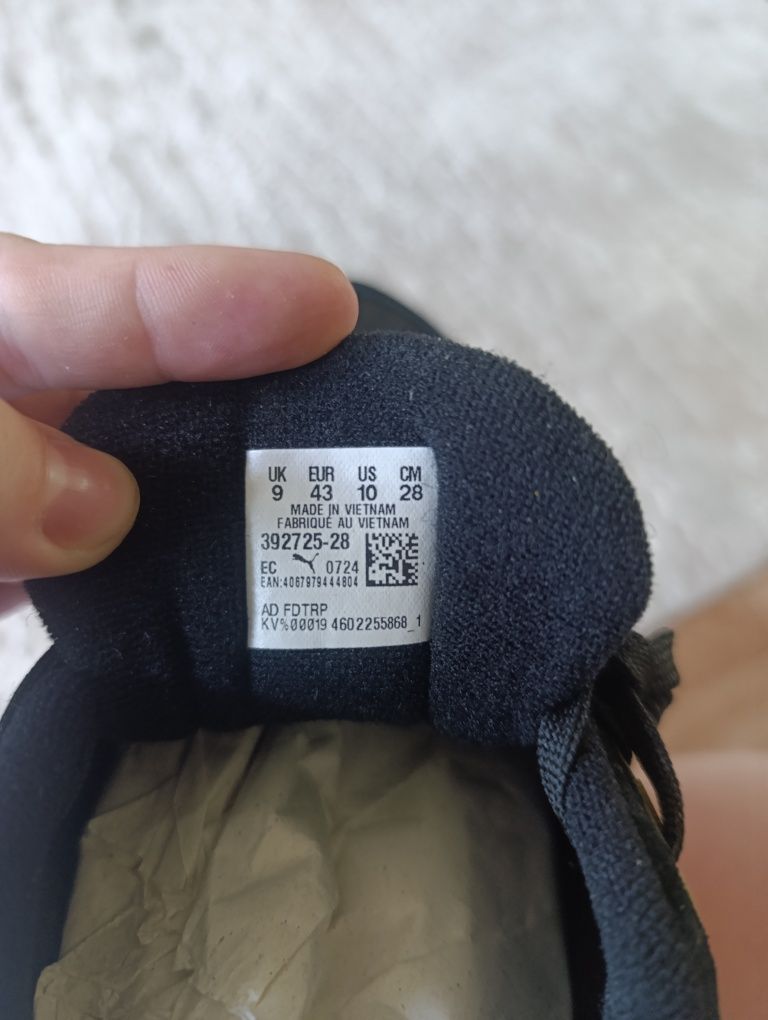 UK EUR US CM
9 43 10 28
MADE IN VIETNAM
FABRIQUÉ AU VIETNAM
392725-28
EC 0724
EAN:4067979444804
AD FDTRP
KV%00019 4602255868_1